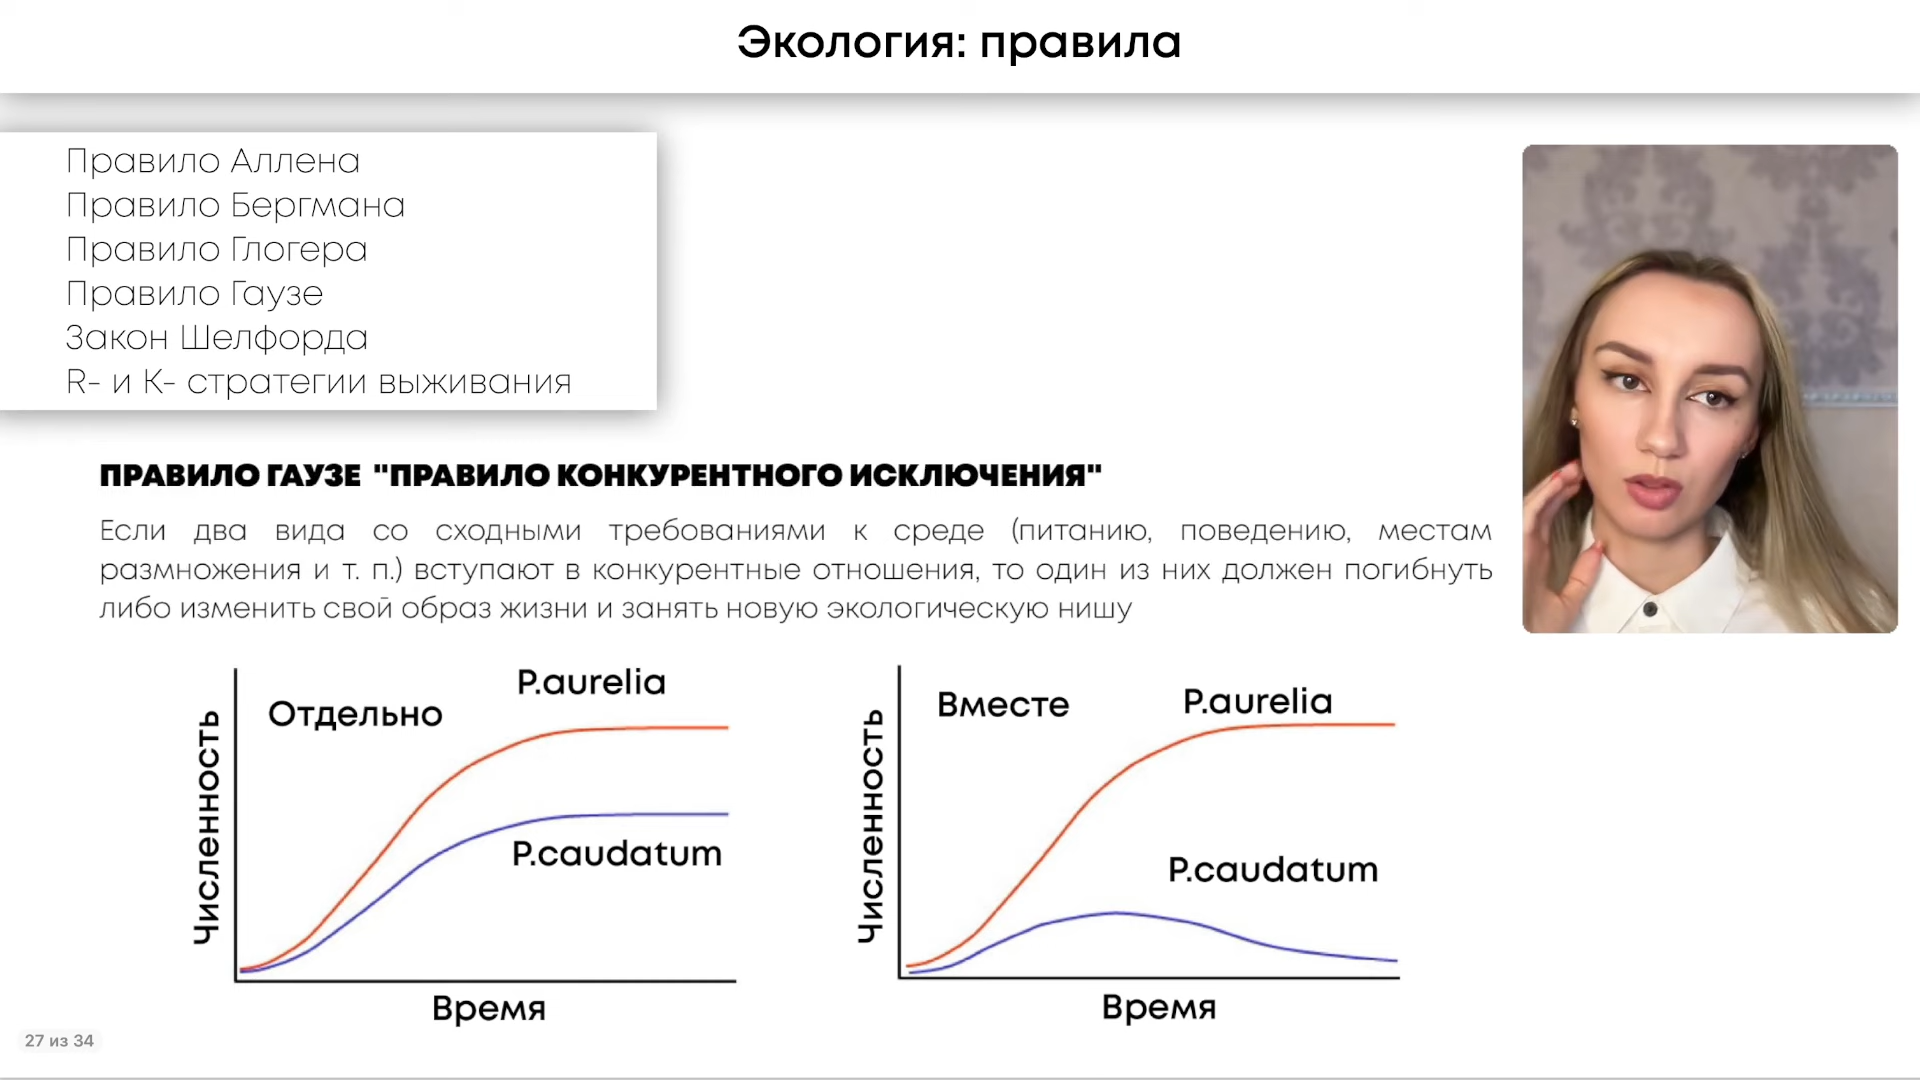 Экология: правила
Правило Аллена
Правило Бергмана
Правило Глогера
Правило Гаузе
Закон Шелфорда
R- и K- стратегии выживания
ПРАВИЛО ГАУЗЕ "ПРАВИЛО КОНКУРЕНТНОГО ИСКЛЮЧЕНИЯ"
Если два вида со сходными требованиями к среде (питанию, поведению, местам
размножения и т. п.) вступают в конкурентные отношения, то один из них должен погибнуть
либо изменить свой образ жизни и занять новую экологическую нишу
Отдельно
P.aurelia
P.caudatum
Численность
Время
Вместе
P.aurelia
P.caudatum
Численность
Время
27 из 34